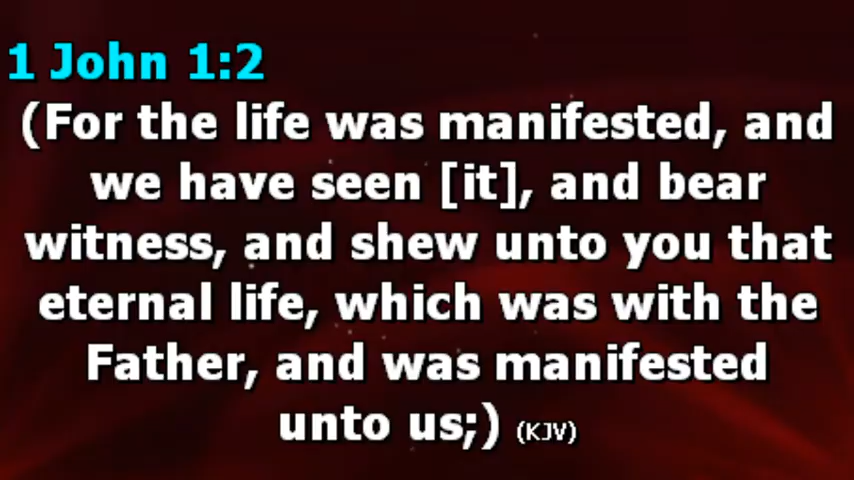 1 John 1:2
(For the life was manifested, and
we have seen [it], and bear
witness, and shew unto you that
eternal life, which was with the
Father, and was manifested
unto us;) (KJV)